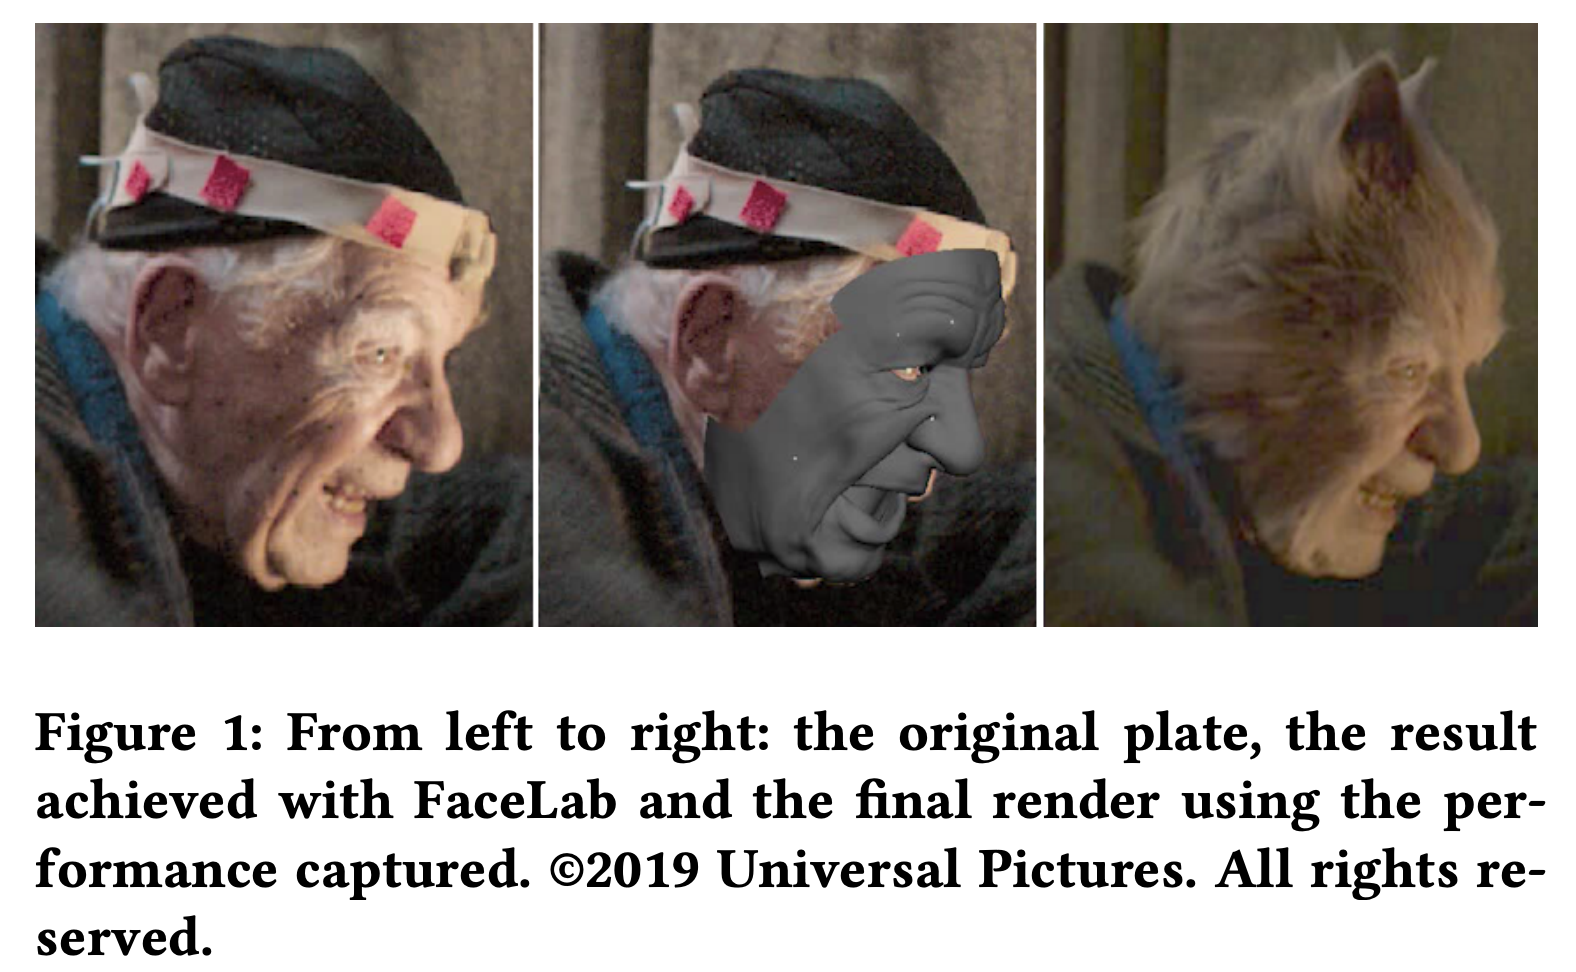 Figure 1: From left to right: the original plate, the result
achieved with FaceLab and the final render using the per-
formance captured. ©2019 Universal Pictures. All rights re-
served.